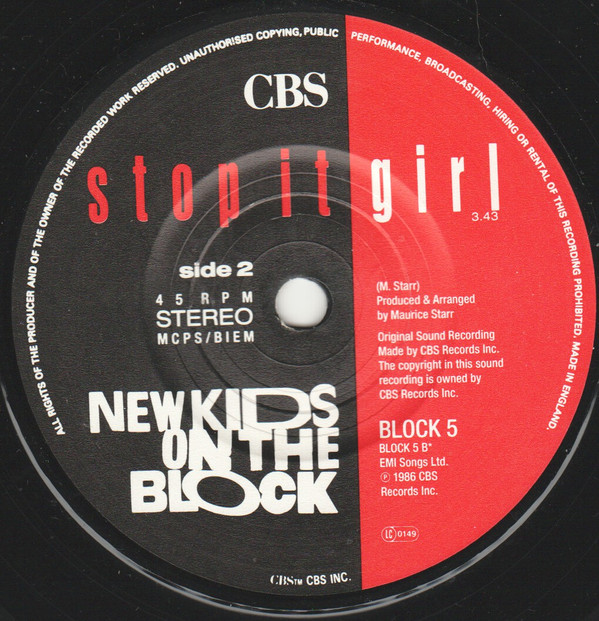 ALL RIGHTS OF THE PRODUCER AND OF THE OWNER OF THE RECORDED WORK RESERVED. UNAUTHORISED COPYING, PUBLIC PERFORMANCE, BROADCASTING, HIRING OR RENTAL OF THIS RECORDING PROHIBITED. MADE IN ENGLAND.
CBS
stop it girl
3.43
side 2
45 RPM
STEREO
MCPS/BIEM
(M. Starr)
Produced & Arranged
by Maurice Starr
Original Sound Recording
Made by CBS Records Inc.
The copyright in this sound
recording is owned by
CBS Records Inc.
NEW KIDS
ON THE
BLOCK
BLOCK 5
BLOCK 5 B*
EMI Songs Ltd.
℗ 1986 CBS
Records Inc.
LC 0149
CBS™ CBS INC.